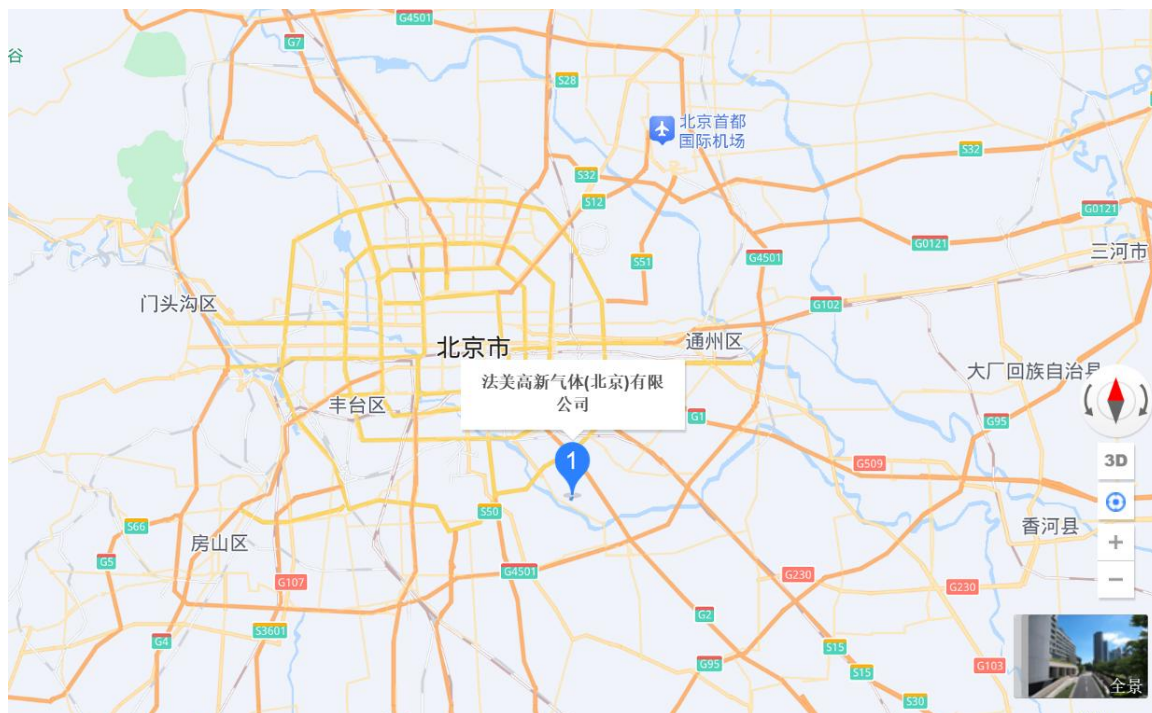 G4501
G7
谷
S28
北京首都
国际机场
S32
S32
S12
G0121
G0121
S51
G4501
三河市
门头沟区
G102
北京市
通州区
大厂回族自治县
法美高新气体(北京)有限
公司
丰台区
G1
G95
3D
1
G509
S50
S66
香河县
房山区
G5
G4501
G107
G230
G230
G2
S3601
G4
S15
G95
S15
G103
全景
S30